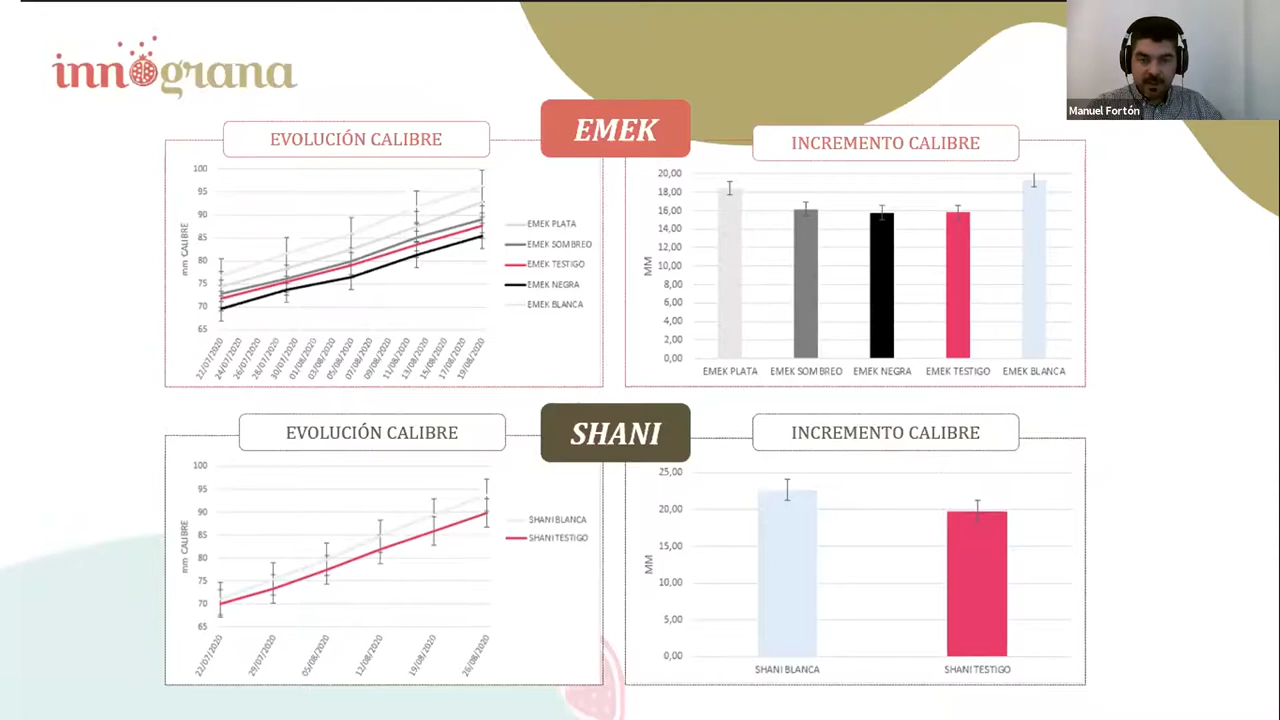 innograna
Manuel Fortón
EMEK
EVOLUCIÓN CALIBRE
100
95
90
85
80
75
70
65
mm CALIBRE
22/07/2020
24/07/2020
26/07/2020
28/07/2020
30/07/2020
01/08/2020
03/08/2020
05/08/2020
07/08/2020
09/08/2020
11/08/2020
13/08/2020
15/08/2020
17/08/2020
19/08/2020
EMEK PLATA
EMEK SOMBREO
EMEK TESTIGO
EMEK NEGRA
EMEK BLANCA
INCREMENTO CALIBRE
20,00
18,00
16,00
14,00
12,00
10,00
8,00
6,00
4,00
2,00
0,00
MM
EMEK PLATA
EMEK SOMBREO
EMEK NEGRA
EMEK TESTIGO
EMEK BLANCA
SHANI
EVOLUCIÓN CALIBRE
100
95
90
85
80
75
70
65
mm CALIBRE
22/07/2020
29/07/2020
05/08/2020
12/08/2020
19/08/2020
26/08/2020
SHANI BLANCA
SHANI TESTIGO
INCREMENTO CALIBRE
25,00
20,00
15,00
10,00
5,00
0,00
MM
SHANI BLANCA
SHANI TESTIGO